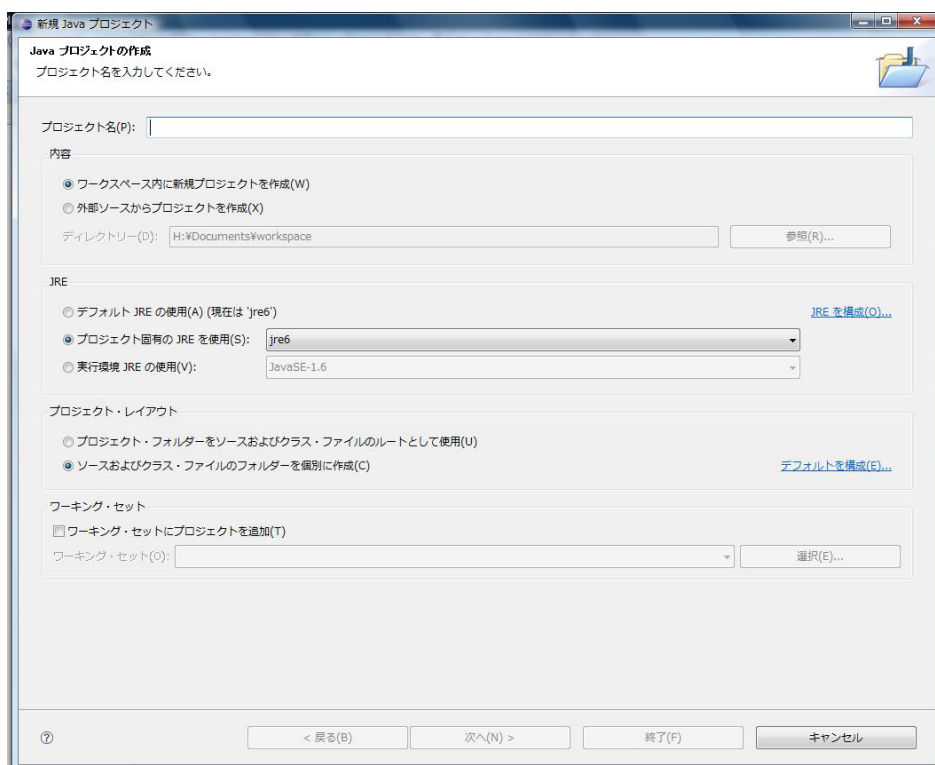 新規 Java プロジェクト
Java プロジェクトの作成
プロジェクト名を入力してください。
プロジェクト名(P):
内容
ワークスペース内に新規プロジェクトを作成(W)
外部ソースからプロジェクトを作成(X)
ディレクトリー(D): H:¥Documents¥workspace 参照(R)...
JRE
デフォルト JRE の使用(A) (現在は 'jre6') JRE を構成(O)...
プロジェクト固有の JRE を使用(S): jre6
実行環境 JRE の使用(V): JavaSE-1.6
プロジェクト・レイアウト
プロジェクト・フォルダーをソースおよびクラス・ファイルのルートとして使用(U)
ソースおよびクラス・ファイルのフォルダーを個別に作成(C) デフォルトを構成(E)...
ワーキング・セット
ワーキング・セットにプロジェクトを追加(T)
ワーキング・セット(O): 選択(E)...
? < 戻る(B) 次へ(N) > 終了(F) キャンセル